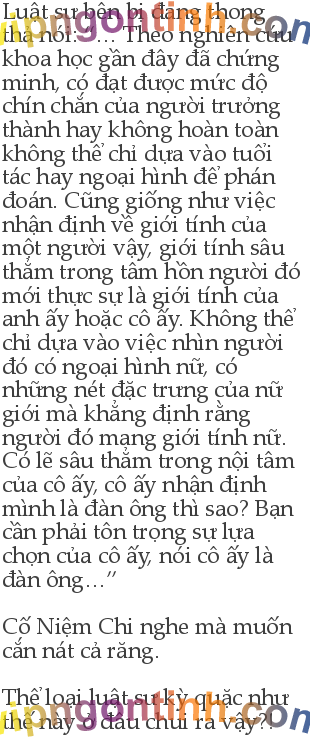 Luật sư bên bị đang thong
thả nói: "… Theo nghiên cứu
khoa học gần đây đã chứng
minh, có đạt được mức độ
chín chắn của người trưởng
thành hay không hoàn toàn
không thể chỉ dựa vào tuổi
tác hay ngoại hình để phán
đoán. Cũng giống như việc
nhận định về giới tính của
một người vậy, giới tính sâu
thẳm trong tâm hồn người đó
mới thực sự là giới tính của
anh ấy hoặc cô ấy. Không thể
chỉ dựa vào việc nhìn người
đó có ngoại hình nữ, có
những nét đặc trưng của nữ
giới mà khẳng định rằng
người đó mang giới tính nữ.
Có lẽ sâu thẳm trong nội tâm
của cô ấy, cô ấy nhận định
mình là đàn ông thì sao? Bạn
cần phải tôn trọng sự lựa
chọn của cô ấy, nói cô ấy là
đàn ông…”
Cố Niệm Chi nghe mà muốn
cắn nát cả răng.
Thể loại luật sư kỳ quặc như
thế này ở đâu chui ra vậy?!
vipngontinh.com
vipngontinh.com